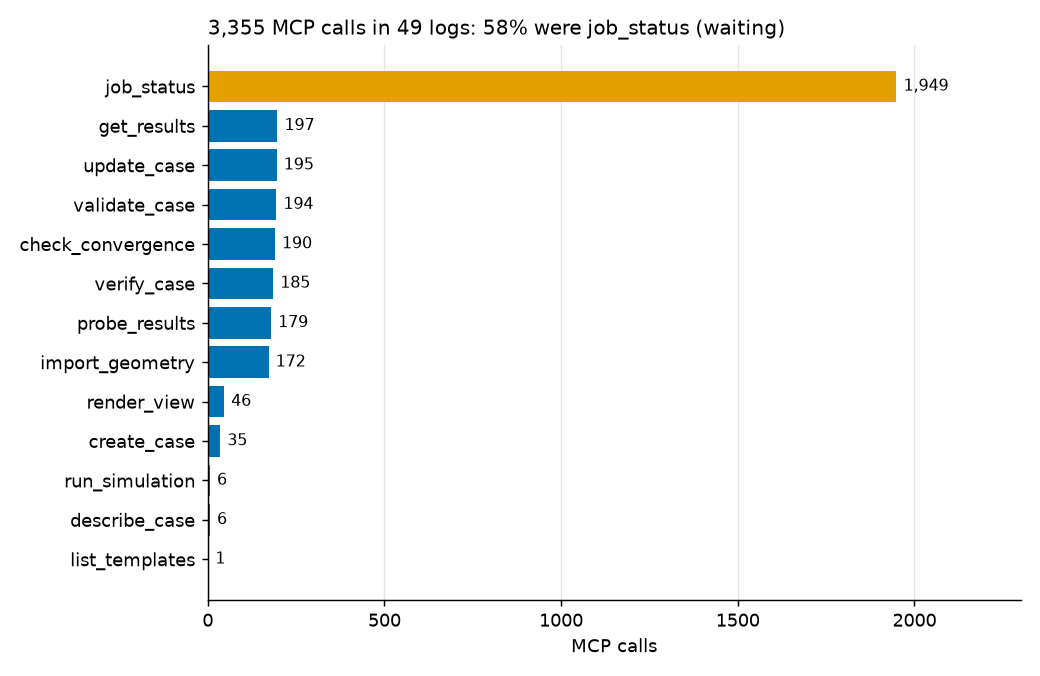 3,355 MCP calls in 49 logs: 58% were job_status (waiting)
job_status 1,949
get_results 197
update_case 195
validate_case 194
check_convergence 190
verify_case 185
probe_results 179
import_geometry 172
render_view 46
create_case 35
run_simulation 6
describe_case 6
list_templates 1
0 500 1000 1500 2000
MCP calls